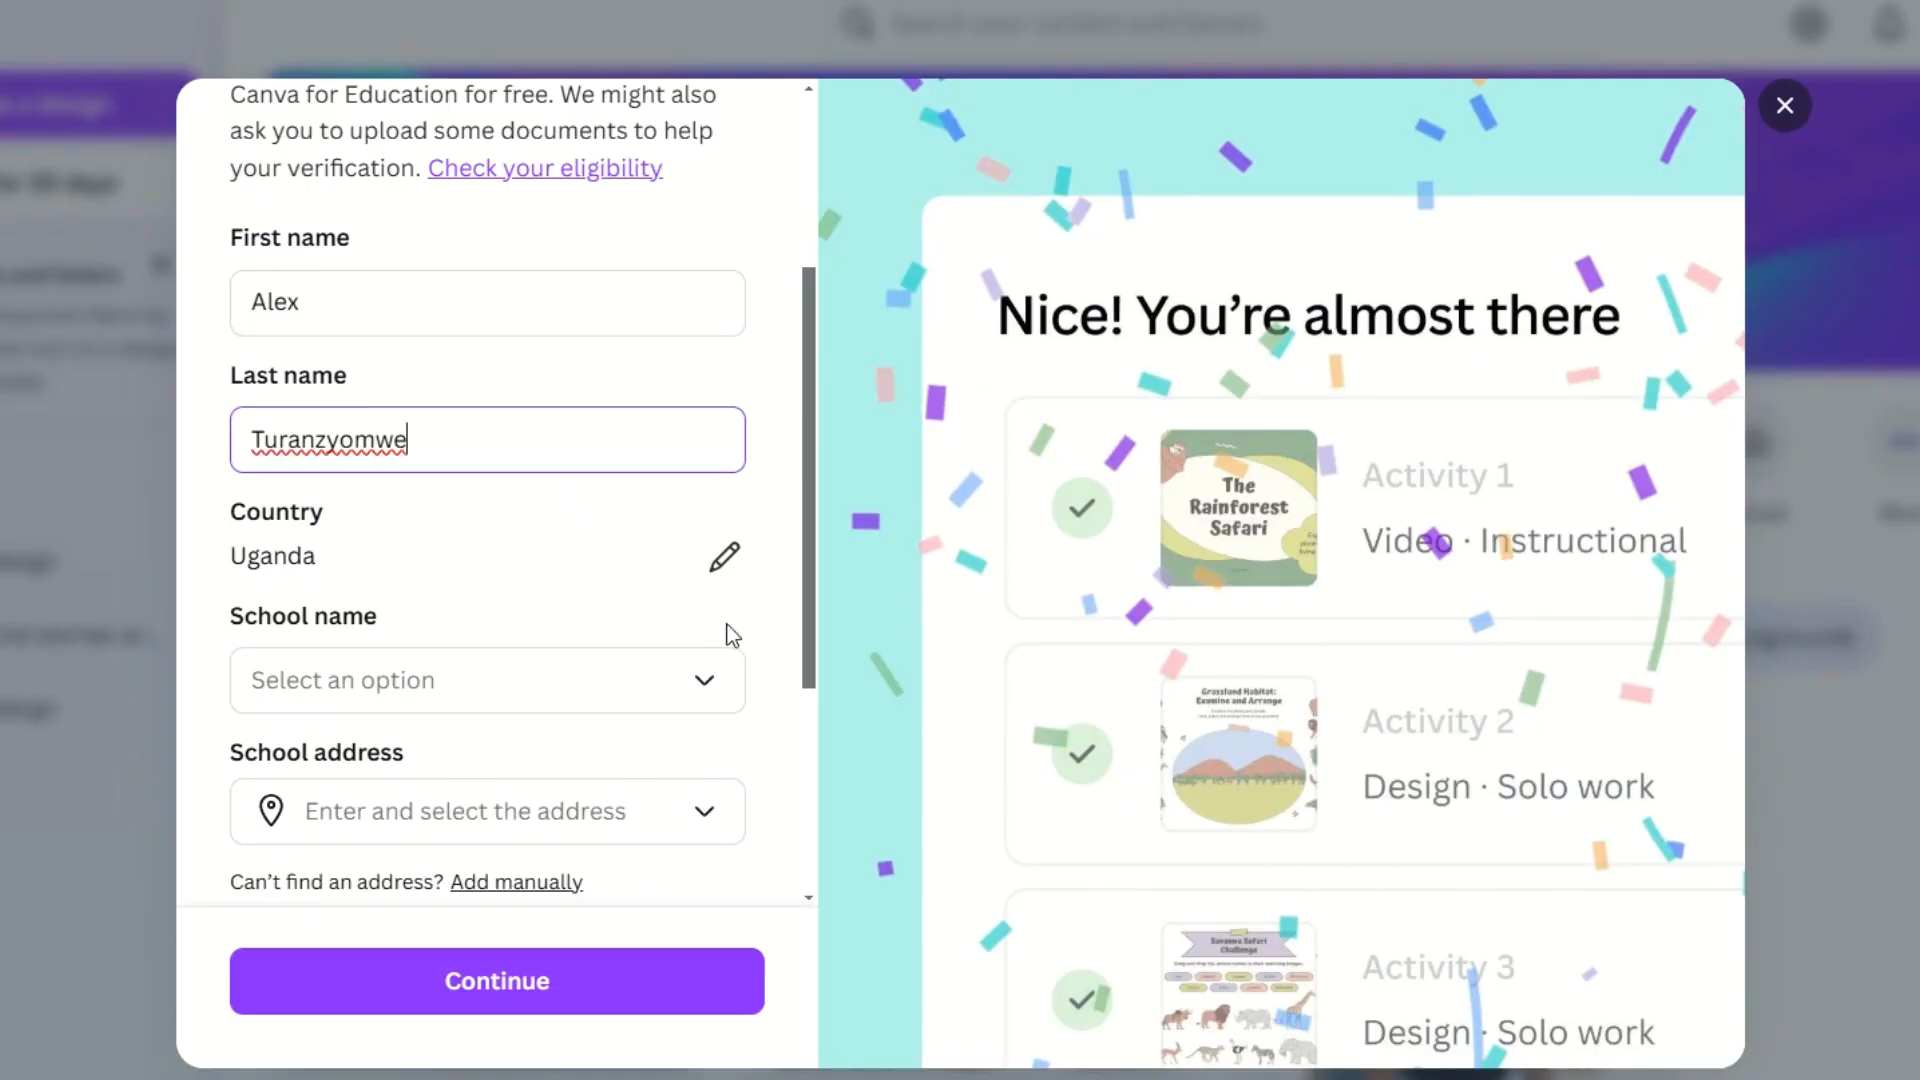 Canva for Education for free. We might also
ask you to upload some documents to help
your verification. Check your eligibility
First name
Alex
Last name
Turanzyomwe
Country
Uganda
School name
Select an option
School address
Enter and select the address
Can't find an address? Add manually
Continue
Nice! You're almost there
The
Rainforest
Safari
Activity 1
Video · Instructional
Grassland Habitat:
Examine and Arrange
Activity 2
Design · Solo work
Savanna Safari
Challenge
Activity 3
Design · Solo work